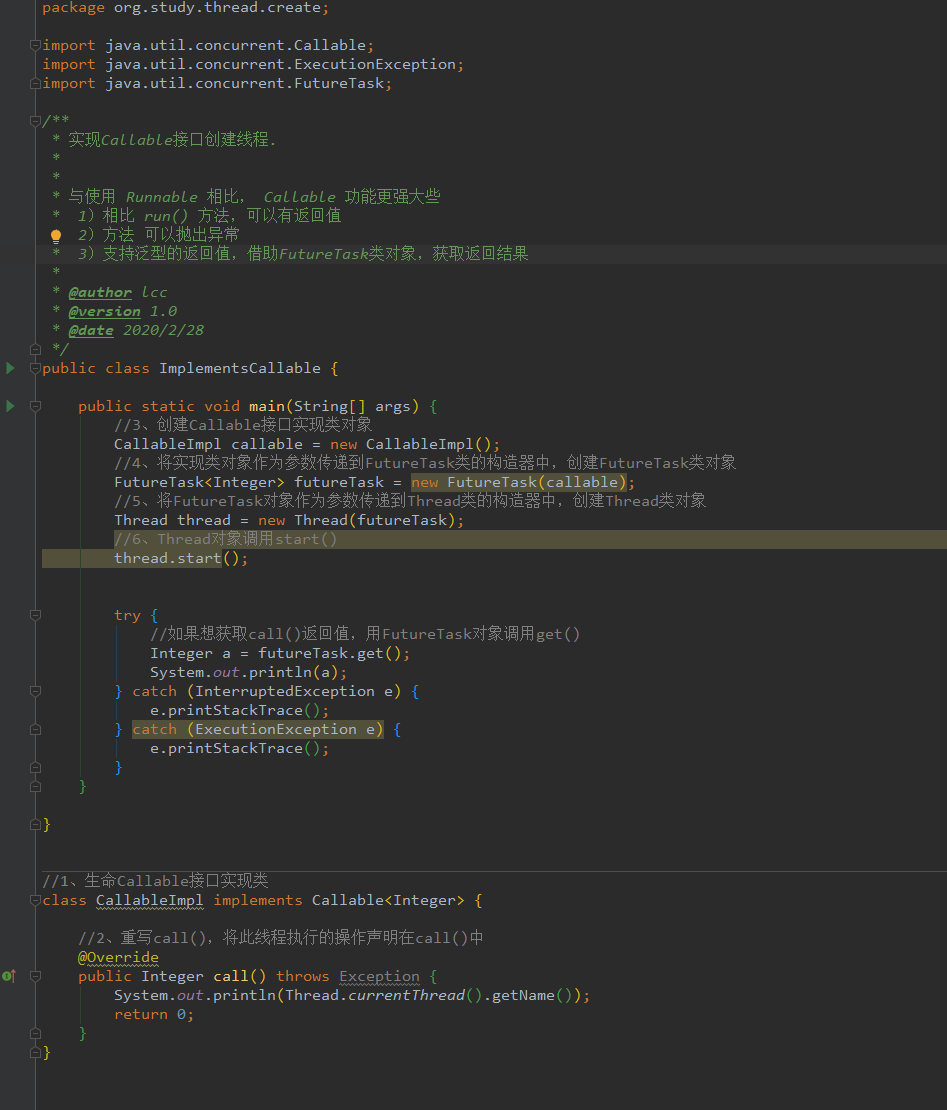 package org.study.thread.create;
import java.util.concurrent.Callable;
import java.util.concurrent.ExecutionException;
import java.util.concurrent.FutureTask;
/**
* 实现Callable接口创建线程.
*
*
* 与使用 Runnable 相比， Callable 功能更强大些
* 1）相比 run() 方法，可以有返回值
2）方法 可以抛出异常
* 3）支持泛型的返回值，借助FutureTask类对象，获取返回结果
*
* @author lcc
* @version 1.0
* @date 2020/2/28
*/
public class ImplementsCallable {
public static void main(String[] args) {
//3、创建Callable接口实现类对象
CallableImpl callable = new CallableImpl();
//4、将实现类对象作为参数传递到FutureTask类的构造器中，创建FutureTask类对象
FutureTask<Integer> futureTask = new FutureTask(callable);
//5、将FutureTask对象作为参数传递到Thread类的构造器中，创建Thread类对象
Thread thread = new Thread(futureTask);
//6、Thread对象调用start()
thread.start();
try {
//如果想获取call()返回值，用FutureTask对象调用get()
Integer a = futureTask.get();
System.out.println(a);
} catch (InterruptedException e) {
e.printStackTrace();
} catch (ExecutionException e) {
e.printStackTrace();
}
}
}
//1、生命Callable接口实现类
class CallableImpl implements Callable<Integer> {
//2、重写call()，将此线程执行的操作声明在call()中
@Override
public Integer call() throws Exception {
System.out.println(Thread.currentThread().getName());
return 0;
}
}